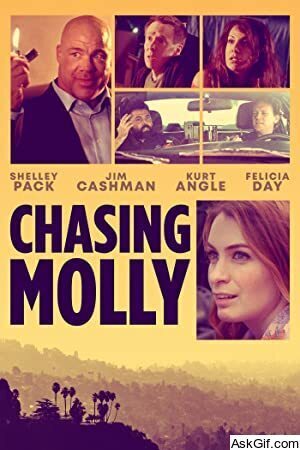 SHELLEY PACK
JIM CASHMAN
KURT ANGLE
FELICIA DAY
CHASING
MOLLY
AskGif.com